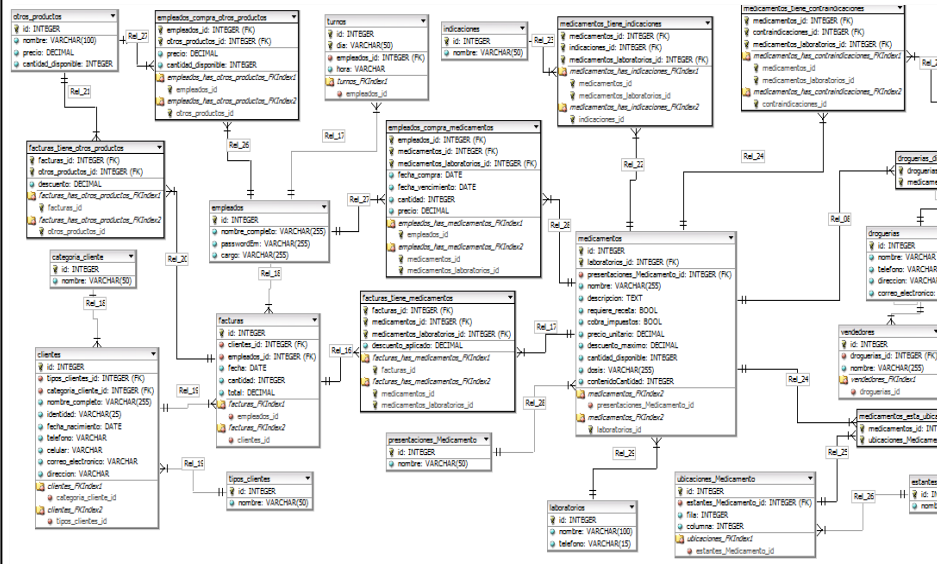 otros_productos
id: INTEGER
nombre: VARCHAR(100)
precio: DECIMAL
cantidad_disponible: INTEGER
Rel_27
empleados_compra_otros_productos
empleados_id: INTEGER (FK)
otros_productos_id: INTEGER (FK)
precio: DECIMAL
cantidad_disponible: INTEGER
empleados_has_otros_productos_FKIndex1
empleados_id
empleados_has_otros_productos_FKIndex2
otros_productos_id
turnos
id: INTEGER
dia: VARCHAR(50)
empleados_id: INTEGER (FK)
hora: VARCHAR
turnos_FKIndex1
empleados_id
indicaciones
id: INTEGER
nombre: VARCHAR(50)
Rel_23
medicamentos_tiene_indicaciones
medicamentos_id: INTEGER (FK)
indicaciones_id: INTEGER (FK)
medicamentos_laboratorios_id: INTEGER (FK)
medicamentos_has_indicaciones_FKIndex1
medicamentos_id
medicamentos_laboratorios_id
medicamentos_has_indicaciones_FKIndex2
indicaciones_id
medicamentos_tiene_contraindicaciones
medicamentos_id: INTEGER (FK)
contraindicaciones_id: INTEGER (FK)
medicamentos_laboratorios_id: INTEGER (FK)
medicamentos_has_contraindicaciones_FKIndex1
medicamentos_id
medicamentos_laboratorios_id
medicamentos_has_contraindicaciones_FKIndex2
contraindicaciones_id
Rel_21
Rel_26
Rel_17
Rel_22
Rel_24
facturas_tiene_otros_productos
facturas_id: INTEGER (FK)
otros_productos_id: INTEGER (FK)
descuento: DECIMAL
facturas_has_otros_productos_FKIndex1
facturas_id
facturas_has_otros_productos_FKIndex2
otros_productos_id
empleados_compra_medicamentos
empleados_id: INTEGER (FK)
medicamentos_id: INTEGER (FK)
medicamentos_laboratorios_id: INTEGER (FK)
fecha_compra: DATE
fecha_vencimiento: DATE
cantidad: INTEGER
precio: DECIMAL
empleados_has_medicamentos_FKIndex1
empleados_id
empleados_has_medicamentos_FKIndex2
medicamentos_id
medicamentos_laboratorios_id
empleados
id: INTEGER
nombre_completo: VARCHAR(255)
passwordEm: VARCHAR(255)
cargo: VARCHAR(255)
Rel_27
Rel_28
Rel_08
Rel_20
Rel_18
droguerias
id: INTEGER
nombre: VARCHAR
telefono: VARCHAR
direccion: VARCHA
correo_electronico:
categoria_cliente
id: INTEGER
nombre: VARCHAR(50)
Rel_18
medicamentos
id: INTEGER
laboratorios_id: INTEGER (FK)
presentaciones_Medicamento_id: INTEGER (FK)
nombre: VARCHAR(255)
descripcion: TEXT
requiere_receta: BOOL
cobra_impuestos: BOOL
precio_unitario: DECIMAL
descuento_maximo: DECIMAL
cantidad_disponible: INTEGER
dosis: VARCHAR(255)
contenidoCantidad: INTEGER
medicamentos_FKIndex2
presentaciones_Medicamento_id
medicamentos_FKIndex2
laboratorios_id
facturas_tiene_medicamentos
facturas_id: INTEGER (FK)
medicamentos_id: INTEGER (FK)
medicamentos_laboratorios_id: INTEGER (FK)
descuento_aplicado: DECIMAL
facturas_has_medicamentos_FKIndex1
facturas_id
facturas_has_medicamentos_FKIndex2
medicamentos_id
medicamentos_laboratorios_id
facturas
id: INTEGER
clientes_id: INTEGER (FK)
empleados_id: INTEGER (FK)
fecha: DATE
cantidad: INTEGER
total: DECIMAL
facturas_FKIndex1
empleados_id
facturas_FKIndex2
clientes_id
Rel_16
Rel_17
vendedores
id: INTEGER
droguerias_id: INTEGER (FK)
nombre: VARCHAR(255)
vendedores_FKIndex1
droguerias_id
clientes
id: INTEGER
tipos_clientes_id: INTEGER (FK)
categoria_cliente_id: INTEGER (FK)
nombre_completo: VARCHAR(255)
identidad: VARCHAR(25)
fecha_nacimiento: DATE
telefono: VARCHAR
celular: VARCHAR
correo_electronico: VARCHAR
direccion: VARCHAR
clientes_FKIndex1
categoria_cliente_id
clientes_FKIndex2
tipos_clientes_id
Rel_15
Rel_28
Rel_24
medicamentos_esta_ubica
medicamentos_id: INT
ubicaciones_Medicame
Rel_25
presentaciones_Medicamento
id: INTEGER
nombre: VARCHAR(50)
Rel_25
Rel_15
tipos_clientes
id: INTEGER
nombre: VARCHAR(50)
ubicaciones_Medicamento
id: INTEGER
estantes_Medicamento_id: INTEGER (FK)
fila: INTEGER
columna: INTEGER
ubicaciones_FKIndex1
estantes_Medicamento_id
Rel_26
estantes
laboratorios
id: INTEGER
nombre: VARCHAR(100)
telefono: VARCHAR(15)